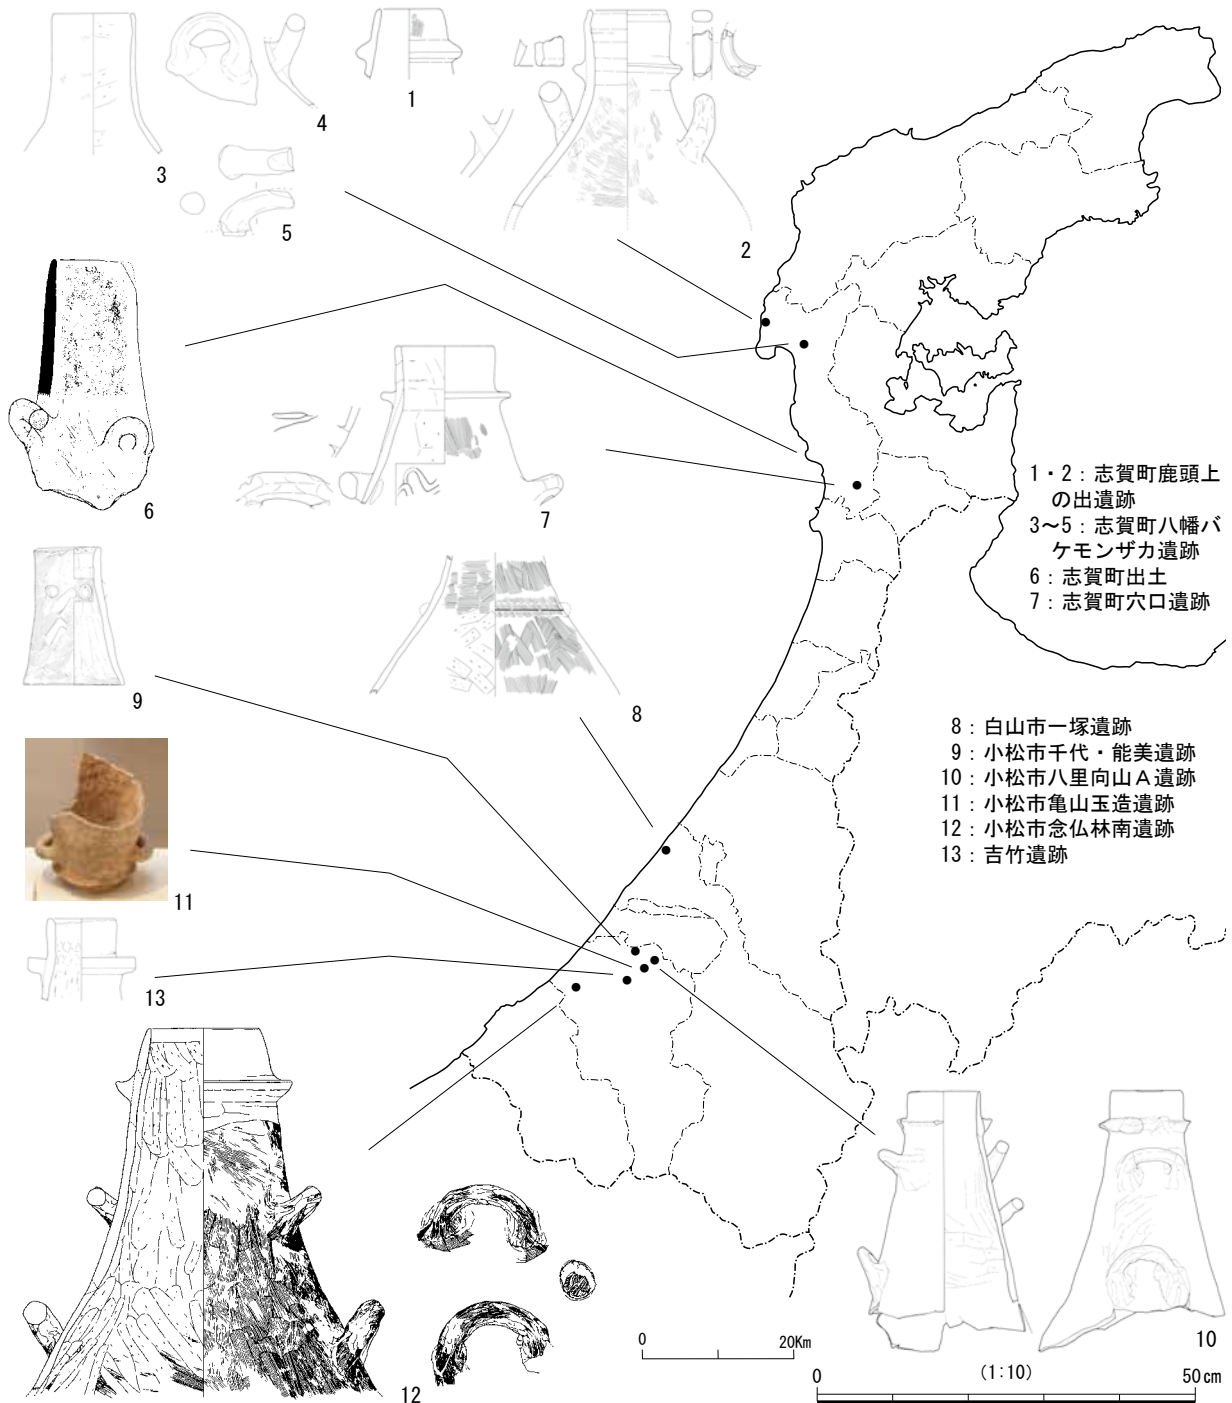 1
2
3
4
5
6
7
8
9
10
11
12
13
1・2：志賀町鹿頭上
の出遺跡
3～5：志賀町八幡バ
ケモンザカ遺跡
6：志賀町出土
7：志賀町穴口遺跡
8：白山市一塚遺跡
9：小松市千代・能美遺跡
10：小松市八里向山Ａ遺跡
11：小松市亀山玉造遺跡
12：小松市念仏林南遺跡
13：吉竹遺跡
0 20Km
(1:10)
0 50cm